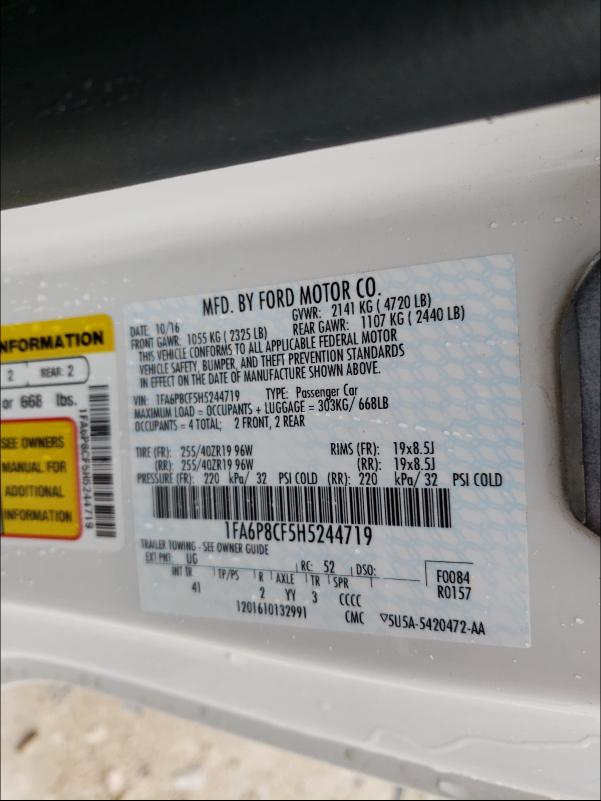 MFD. BY FORD MOTOR CO.
DATE: 10/16 GVWR: 2141 KG ( 4720 LB)
FRONT GAWR: 1055 KG ( 2325 LB) REAR GAWR: 1107 KG ( 2440 LB)
THIS VEHICLE CONFORMS TO ALL APPLICABLE FEDERAL MOTOR
VEHICLE SAFETY, BUMPER, AND THEFT PREVENTION STANDARDS
IN EFFECT ON THE DATE OF MANUFACTURE SHOWN ABOVE.
VIN: 1FA6P8CF5H5244719 TYPE: Passenger Car
MAXIMUM LOAD = OCCUPANTS + LUGGAGE = 303KG/ 668LB
OCCUPANTS = 4 TOTAL; 2 FRONT, 2 REAR
TIRE (FR): 255/40ZR19 96W RIMS (FR): 19x8.5J
(RR): 255/40ZR19 96W (RR): 19x8.5J
PRESSURE (FR): 220 kPa/ 32 PSI COLD (RR): 220 kPa/ 32 PSI COLD
1FA6P8CF5H5244719
TRAILER TOWING - SEE OWNER GUIDE
EXT PNT: UG RC: 52 DSO:
INT TR TP/PS R AXLE TR SPR
41 2 YY 3 CCCC
F0084
R0157
1201610132991 CMC ▽5U5A-5420472-AA
NFORMATION
2 REAR: 2
or 668 lbs.
SEE OWNERS
MANUAL FOR
ADDITIONAL
INFORMATION
1FA6P8CF5H5244719